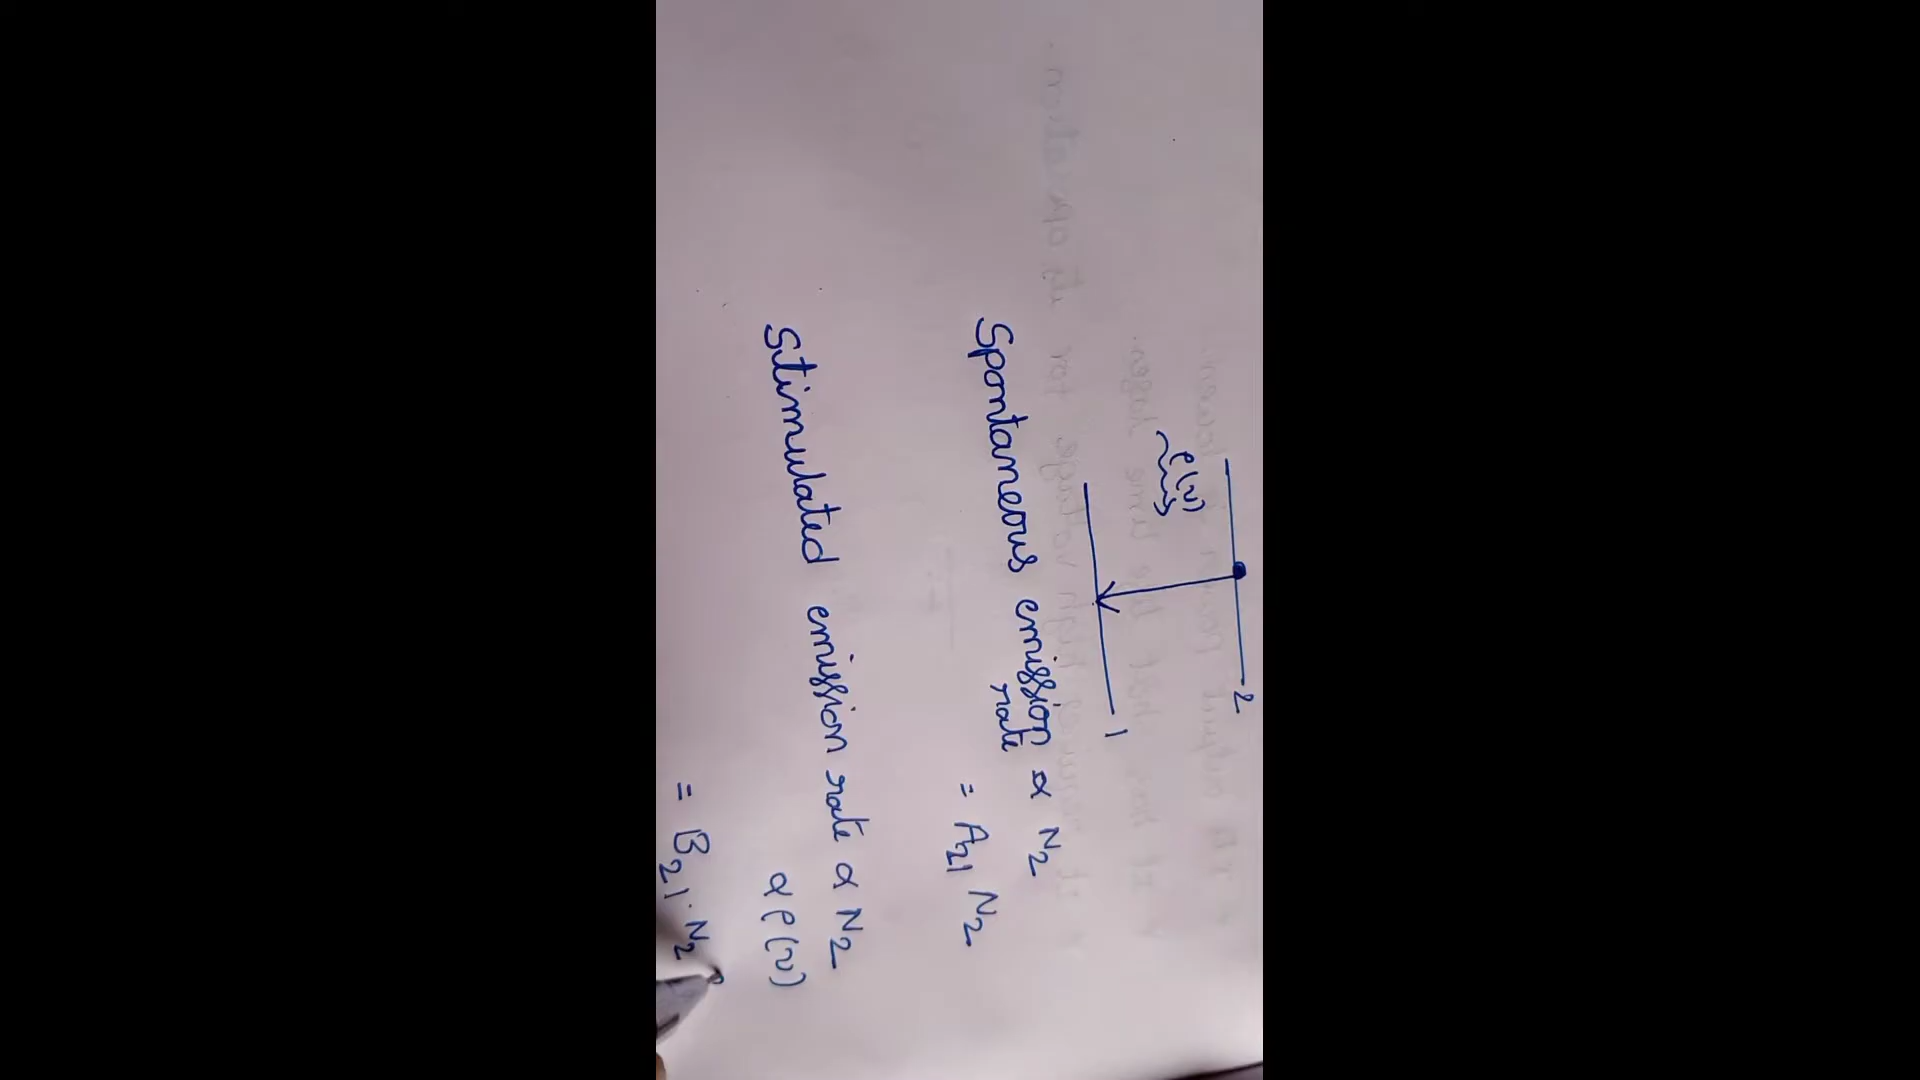 2
ρ(ν)
1
Spontaneous emission rate ∝ N₂
= A₂₁ N₂
Stimulated emission rate ∝ N₂
∝ ρ(ν)
= B₂₁ · N₂